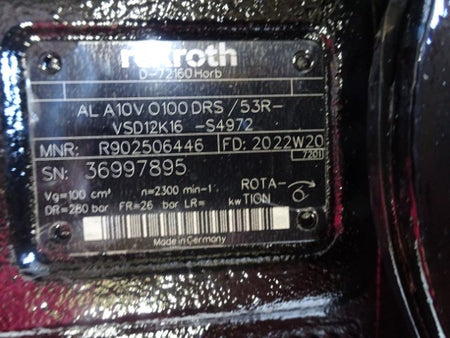 rexroth
D-72160 Horb
AL A10V O100 DRS /53R-
VSD12K16 -S4972
MNR: R902506446 FD: 2022W20
7201
SN: 36997895
Vg=100 cm³ n=2300 min-1 ROTA-
DR=280 bar FR=26 bar LR= kw TION
Made in Germany